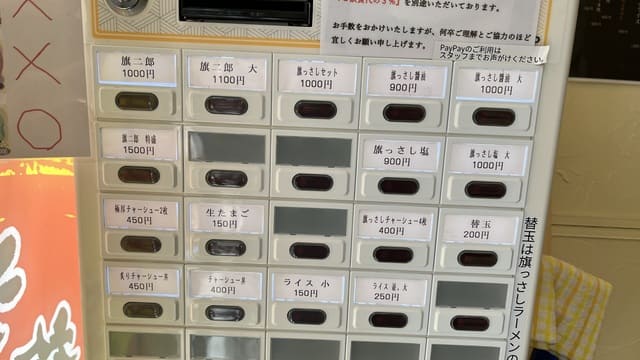 の3％」を別途いただいております。
お手数をおかけいたしますが、何卒ご理解とご協力のほど
宜しくお願い申し上げます。
PayPayのご利用は
スタッフまでお声がけください。
旗二郎
1000円
旗二郎 大
1100円
旗っさしセット
1000円
旗っさし醤油
900円
旗っさし醤油 大
1000円
旗二郎 特盛
1500円
旗っさし塩
900円
旗っさし塩 大
1000円
極厚チャーシュー2枚
450円
生たまご
150円
旗っさしチャーシュー4枚
400円
替玉
200円
炙りチャーシュー丼
450円
チャーシュー丼
400円
ライス 小
150円
ライス 並、大
250円
替玉は旗っさしラーメンの